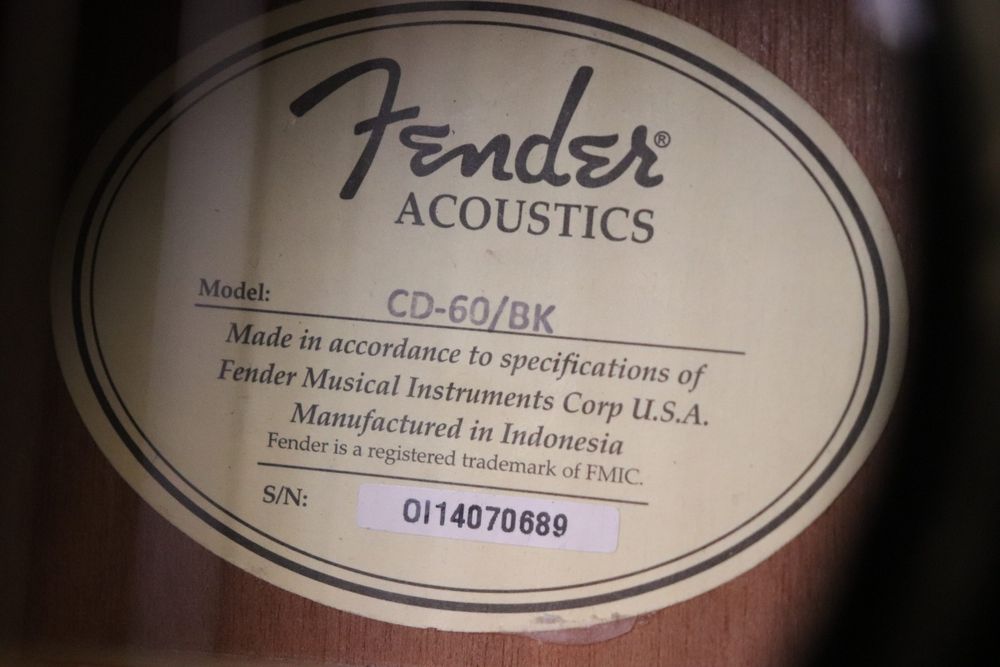 Fender®
ACOUSTICS
Model: CD-60/BK
Made in accordance to specifications of
Fender Musical Instruments Corp U.S.A.
Manufactured in Indonesia
Fender is a registered trademark of FMIC.
S/N: OI14070689